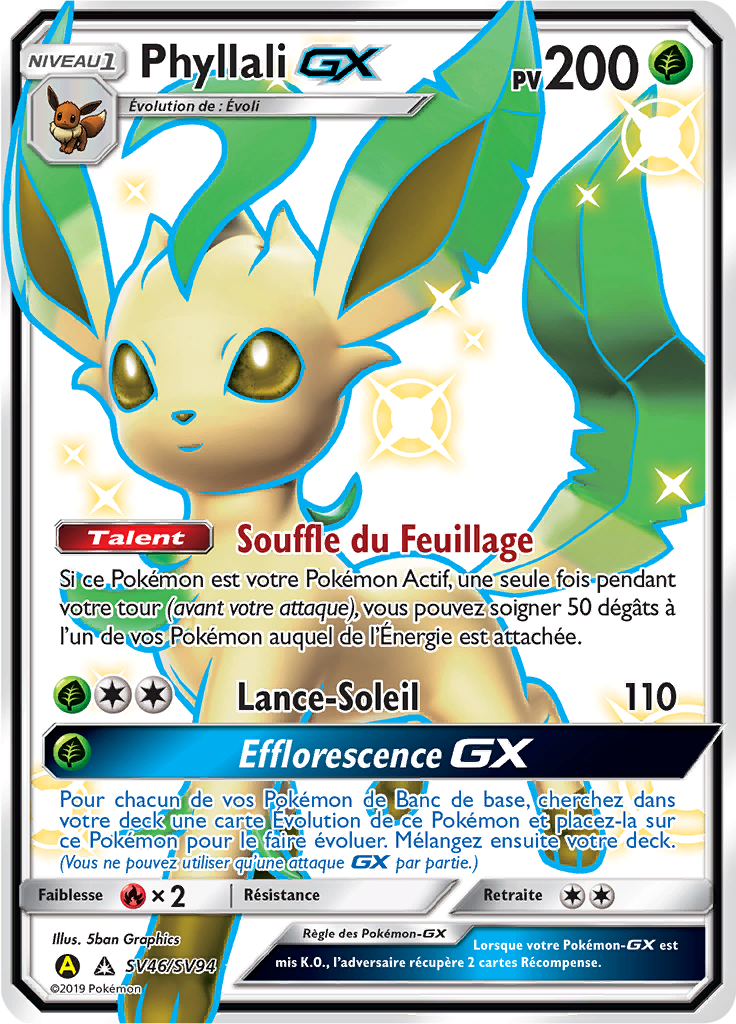 NIVEAU1
Phyllali GX
PV200
Évolution de : Évoli
Talent Souffle du Feuillage
Si ce Pokémon est votre Pokémon Actif, une seule fois pendant
votre tour (avant votre attaque), vous pouvez soigner 50 dégâts à
l'un de vos Pokémon auquel de l'Énergie est attachée.
Lance-Soleil 110
Efflorescence GX
Pour chacun de vos Pokémon de Banc de base, cherchez dans
votre deck une carte Évolution de ce Pokémon et placez-la sur
ce Pokémon pour le faire évoluer. Mélangez ensuite votre deck.
(Vous ne pouvez utiliser qu'une attaque GX par partie.)
Faiblesse ×2 Résistance Retraite
Illus. 5ban Graphics
Règle des Pokémon-GX
Lorsque votre Pokémon-GX est
mis K.O., l'adversaire récupère 2 cartes Récompense.
A SV46/SV94
©2019 Pokémon